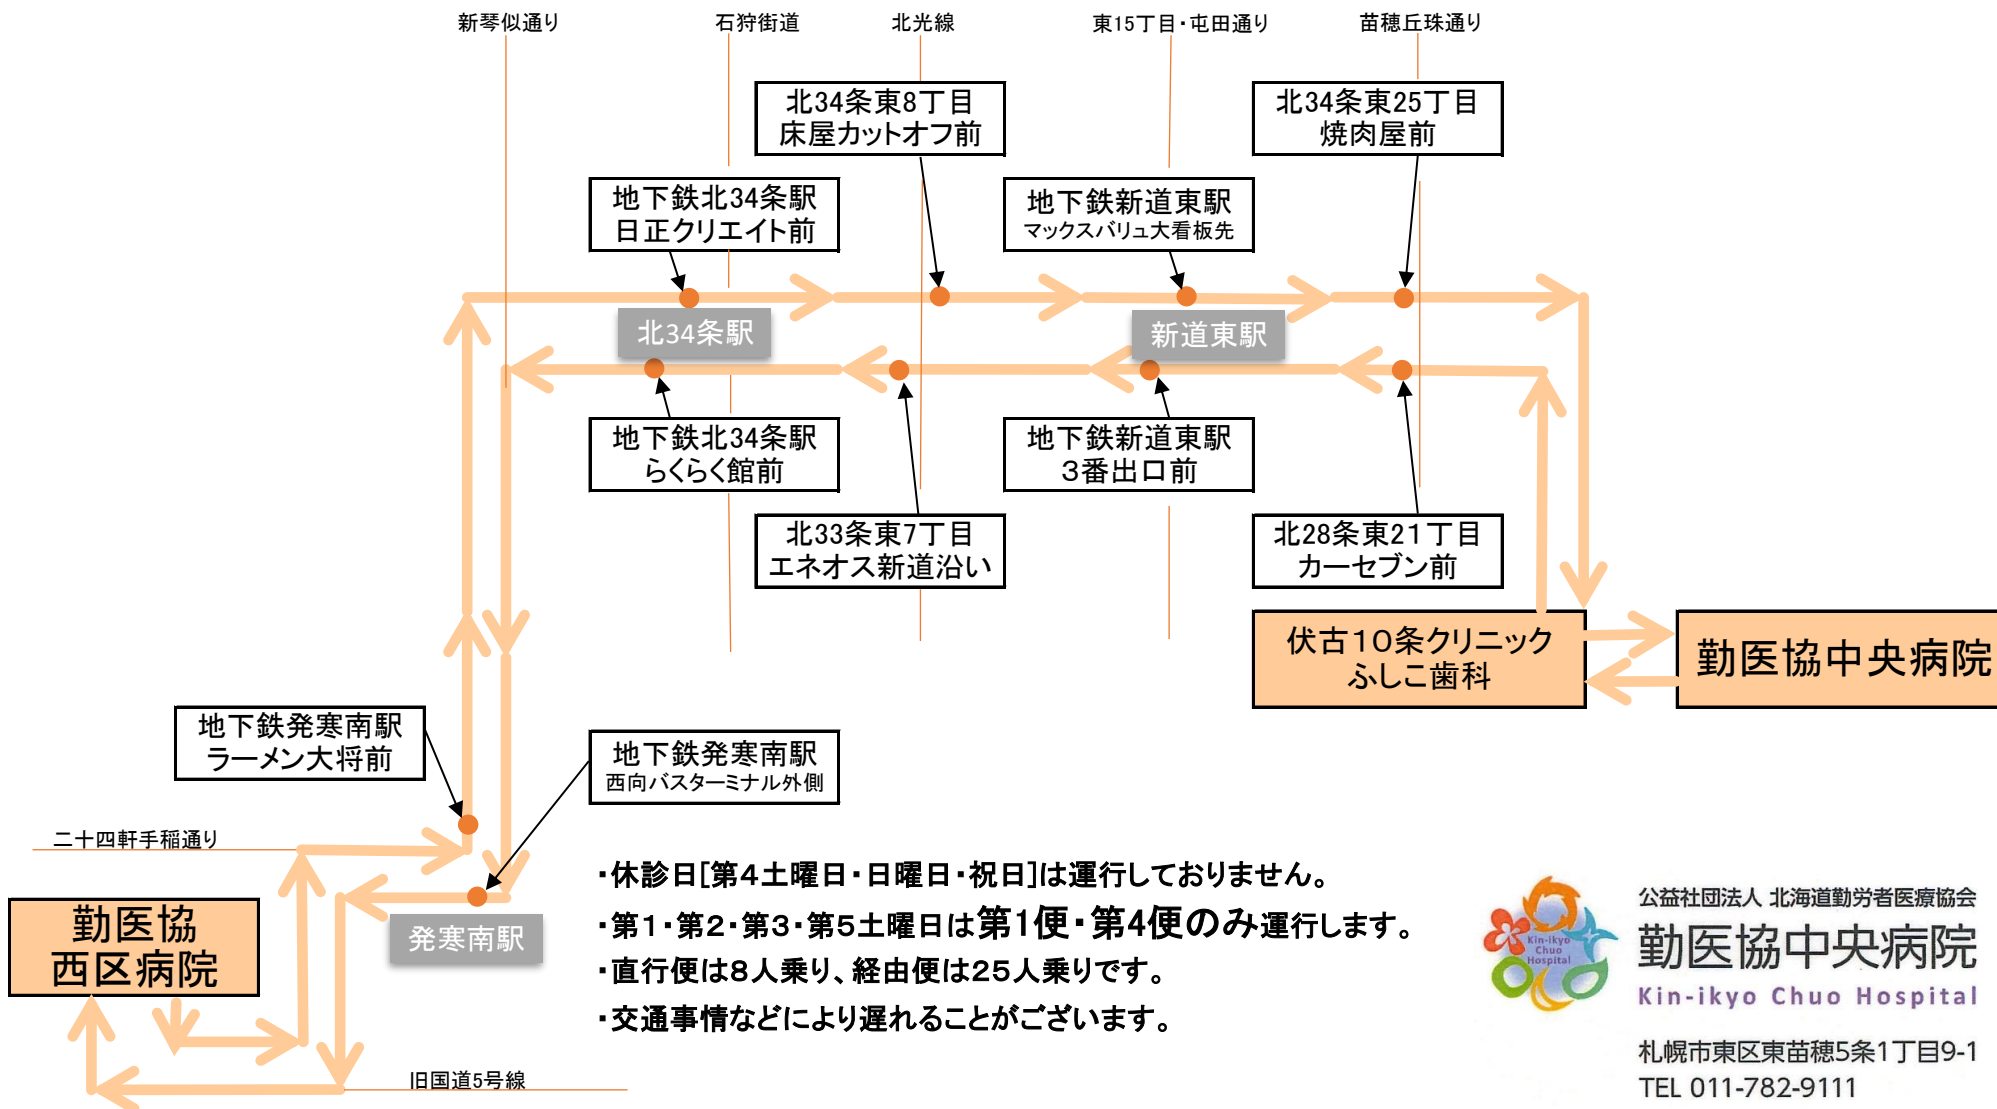 新琴似通り
石狩街道
北光線
東15丁目・屯田通り
苗穂丘珠通り
北34条東8丁目
床屋カットオフ前
北34条東25丁目
焼肉屋前
地下鉄北34条駅
日正クリエイト前
地下鉄新道東駅
マックスバリュ大看板先
北34条駅
新道東駅
地下鉄北34条駅
らくらく館前
地下鉄新道東駅
3番出口前
北33条東7丁目
エネオス新道沿い
北28条東21丁目
カーセブン前
伏古10条クリニック
ふしこ歯科
勤医協中央病院
地下鉄発寒南駅
ラーメン大将前
地下鉄発寒南駅
西向バスターミナル外側
二十四軒手稲通り
勤医協
西区病院
発寒南駅
旧国道5号線
・休診日[第4土曜日・日曜日・祝日]は運行しておりません。
・第1・第2・第3・第5土曜日は第1便・第4便のみ運行します。
・直行便は8人乗り、経由便は25人乗りです。
・交通事情などにより遅れることがございます。
Kin-ikyo
Chuo
Hospital
公益社団法人 北海道勤労者医療協会
勤医協中央病院
Kin-ikyo Chuo Hospital
札幌市東区東苗穂5条1丁目9-1
TEL 011-782-9111